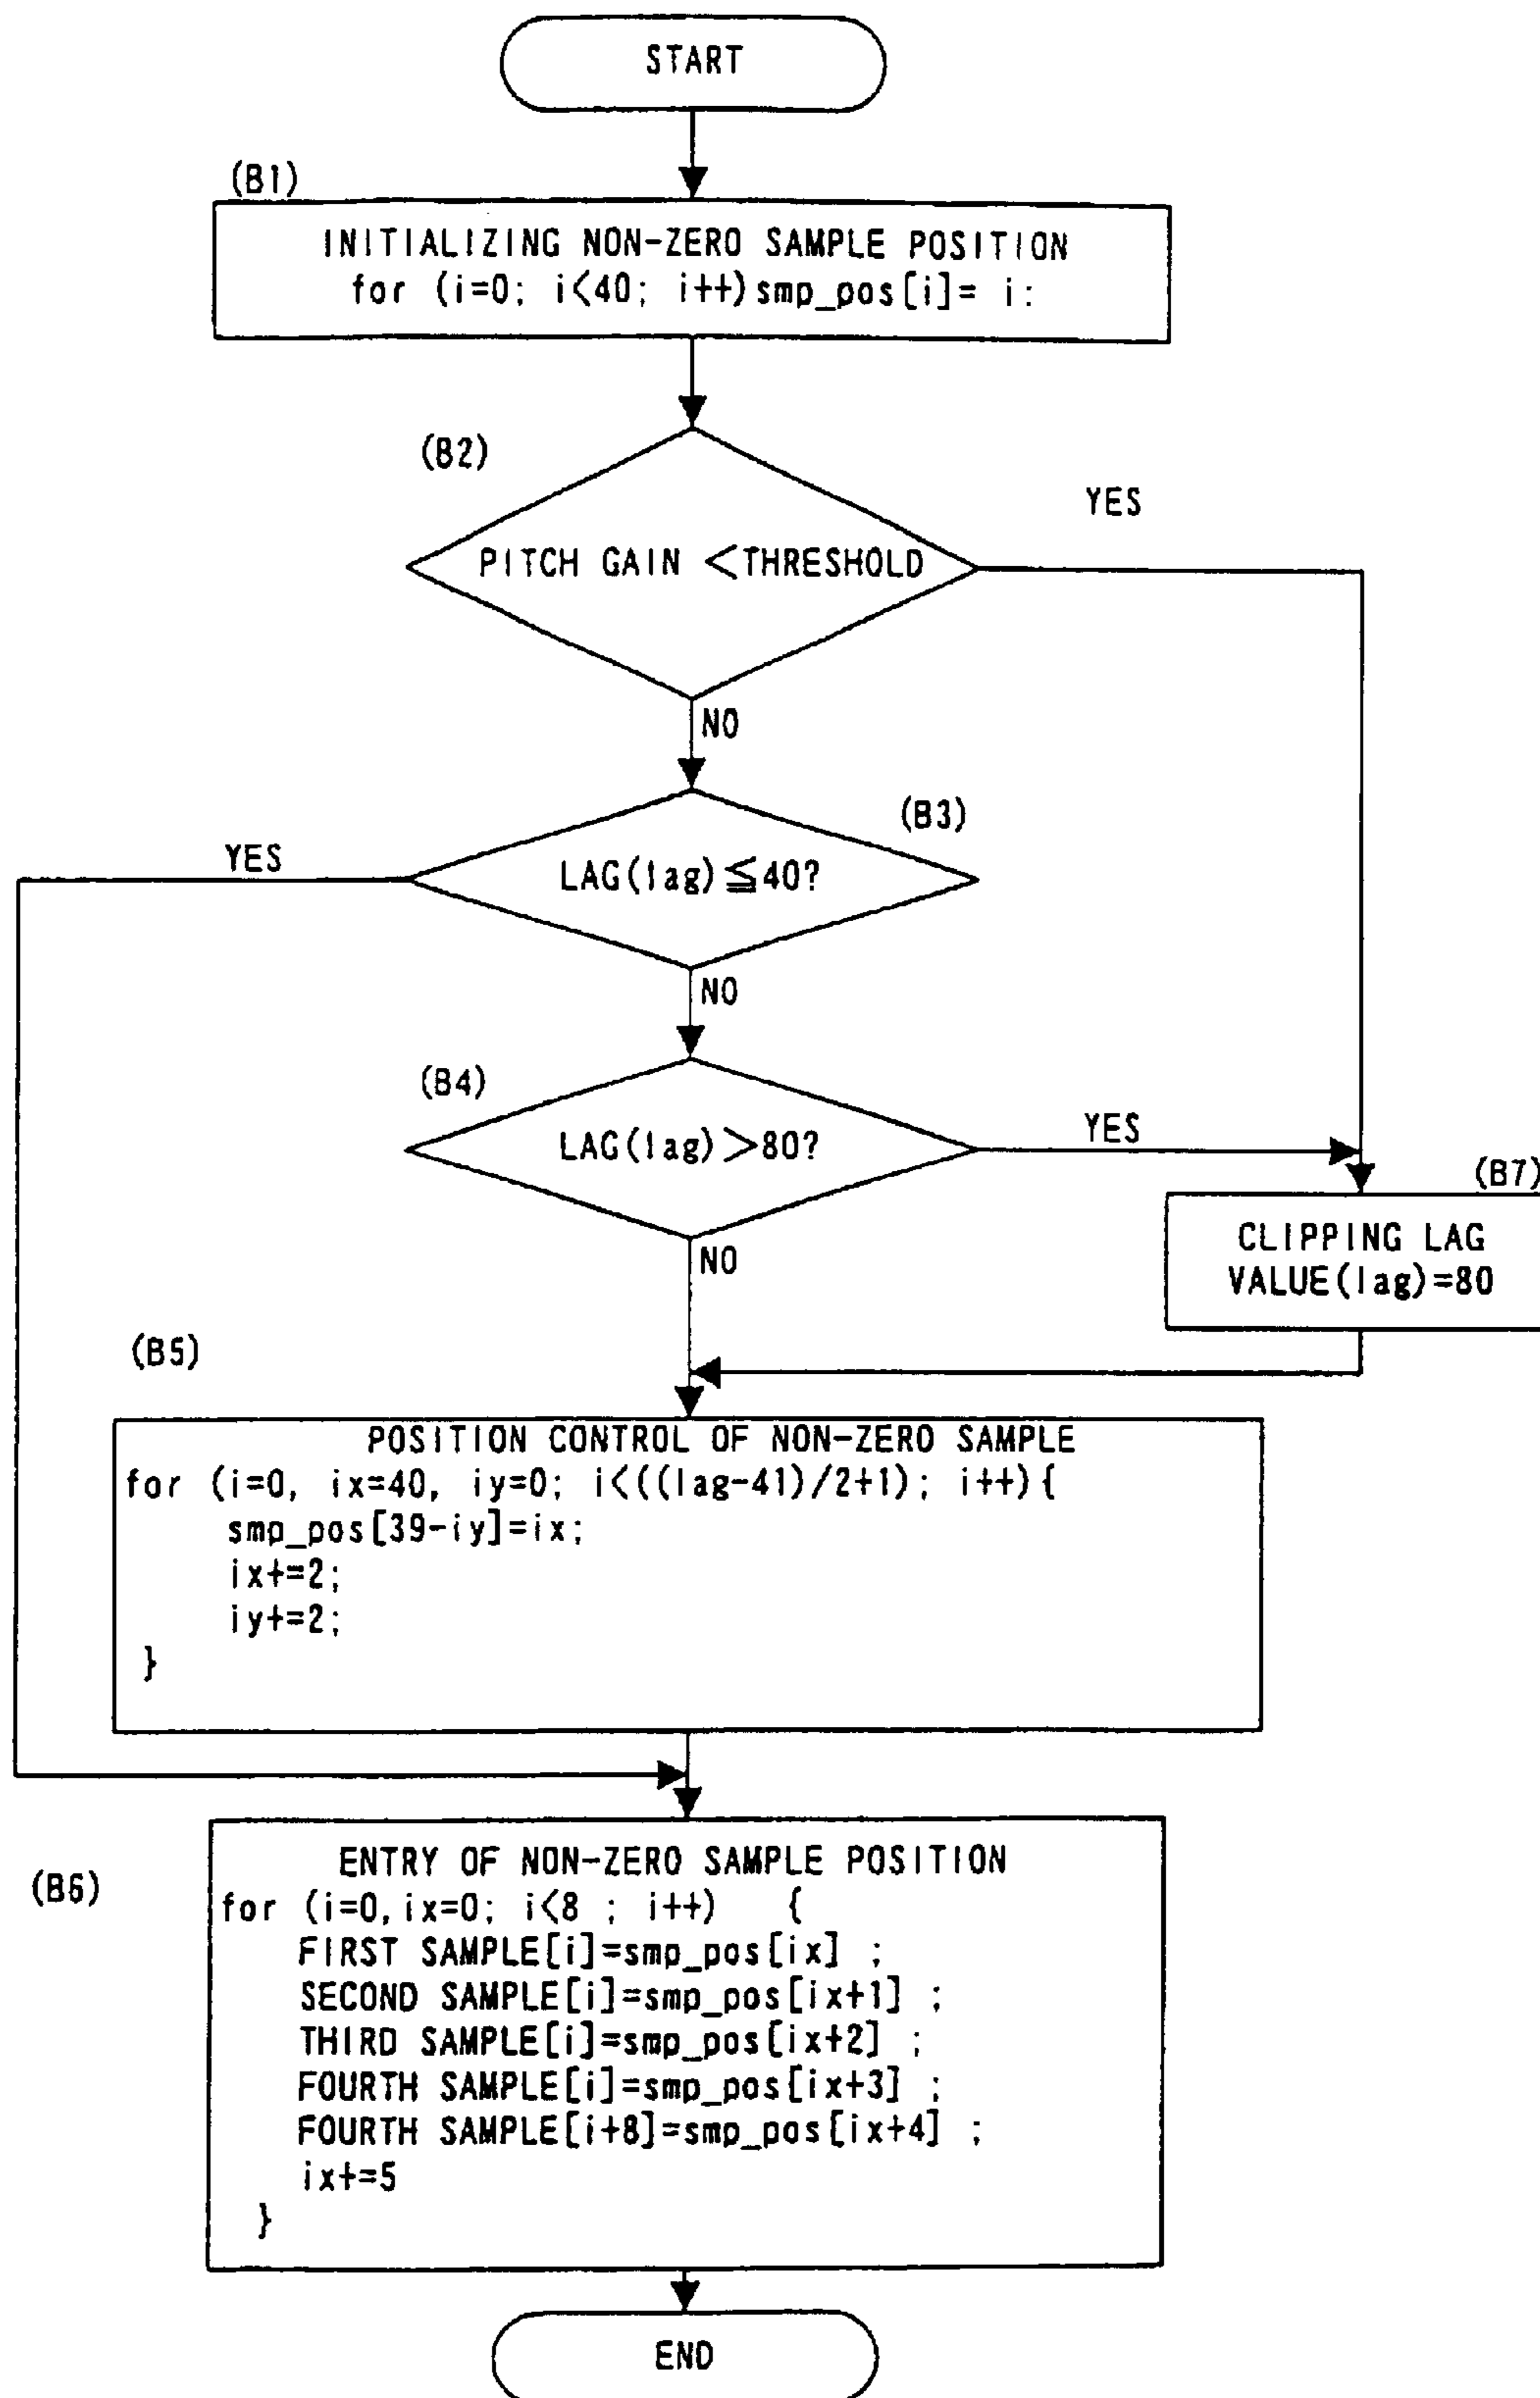 START
(B1)
INITIALIZING NON-ZERO SAMPLE POSITION
for (i=0; i<40; i++)smp_pos[i]= i:
(B2)
YES
PITCH GAIN <THRESHOLD
NO
(B3)
YES
LAG(lag)≦40?
NO
(B4)
YES
LAG(lag)>80?
(B7)
NO
CLIPPING LAG
VALUE(lag)=80
(B5)
POSITION CONTROL OF NON-ZERO SAMPLE
for (i=0, ix=40, iy=0; i<((lag-41)/2+1); i++){
smp_pos[39-iy]=ix;
ix+=2;
iy+=2;
}
(B6)
ENTRY OF NON-ZERO SAMPLE POSITION
for (i=0,ix=0; i<8 ; i++) {
FIRST SAMPLE[i]=smp_pos[ix] ;
SECOND SAMPLE[i]=smp_pos[ix+1] ;
THIRD SAMPLE[i]=smp_pos[ix+2] ;
FOURTH SAMPLE[i]=smp_pos[ix+3] ;
FOURTH SAMPLE[i+8]=smp_pos[ix+4] ;
ix+=5
}
END